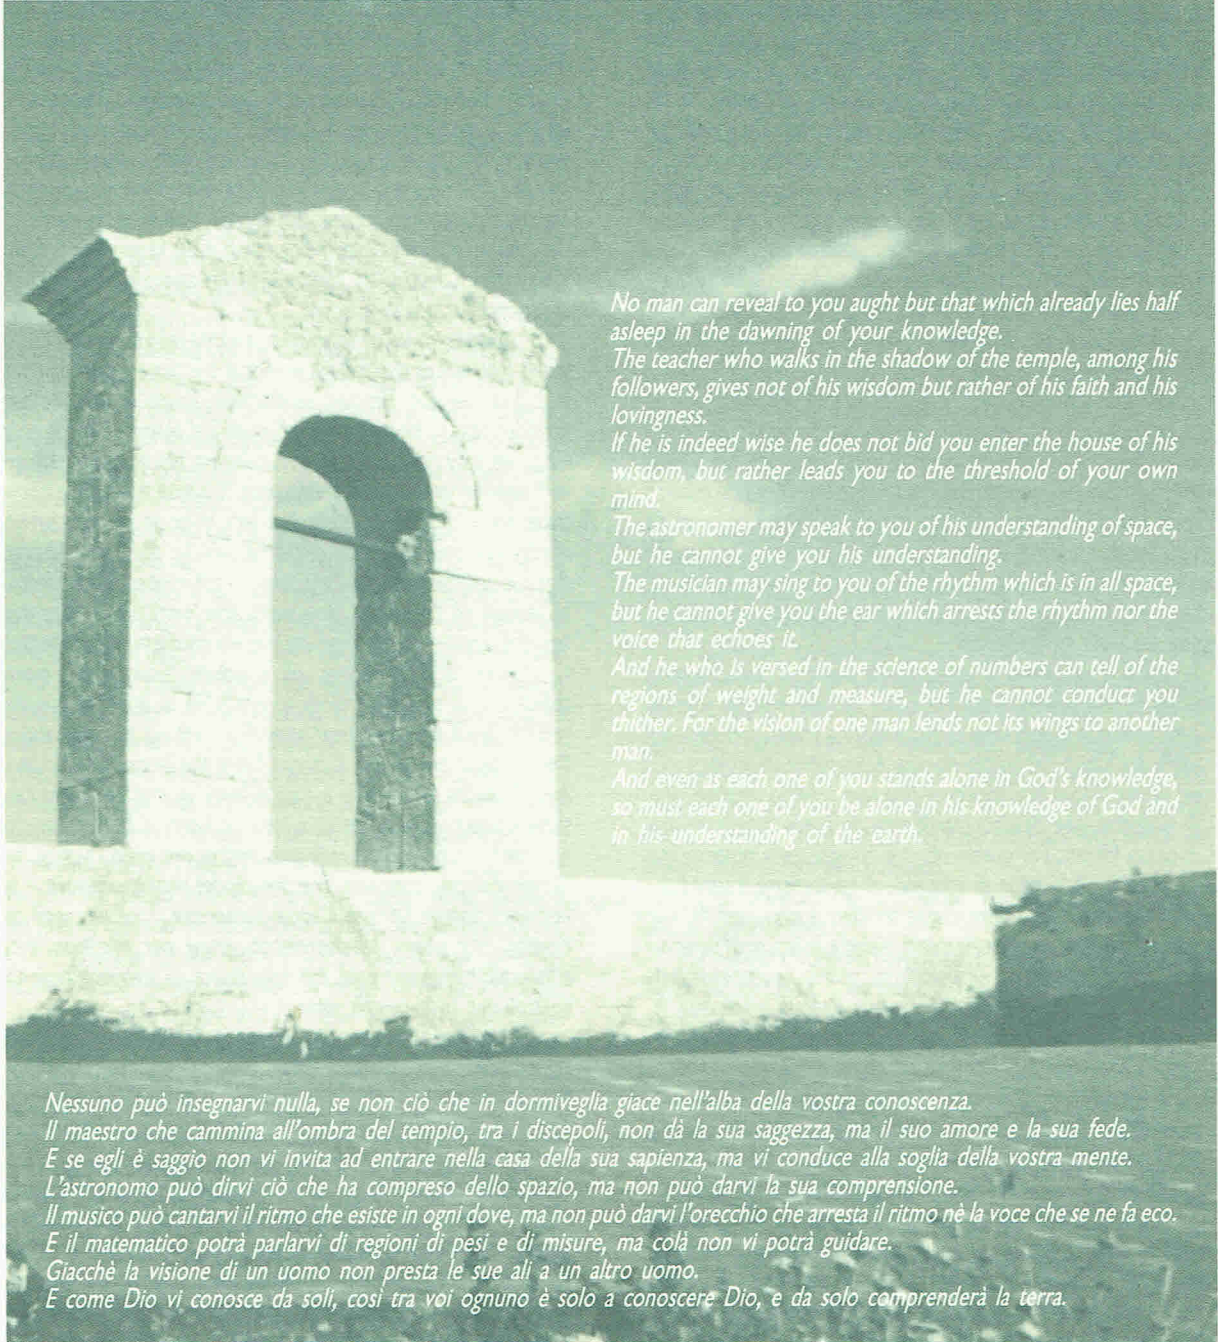 No man can reveal to you aught but that which already lies half
asleep in the dawning of your knowledge.
The teacher who walks in the shadow of the temple, among his
followers, gives not of his wisdom but rather of his faith and his
lovingness.
If he is indeed wise he does not bid you enter the house of his
wisdom, but rather leads you to the threshold of your own
mind.
The astronomer may speak to you of his understanding of space,
but he cannot give you his understanding.
The musician may sing to you of the rhythm which is in all space,
but he cannot give you the ear which arrests the rhythm nor the
voice that echoes it.
And he who is versed in the science of numbers can tell of the
regions of weight and measure, but he cannot conduct you
thither. For the vision of one man lends not its wings to another
man.
And even as each one of you stands alone in God's knowledge,
so must each one of you be alone in his knowledge of God and
in his understanding of the earth.
Nessuno può insegnarvi nulla, se non ciò che in dormiveglia giace nell'alba della vostra conoscenza.
Il maestro che cammina all'ombra del tempio, tra i discepoli, non dà la sua saggezza, ma il suo amore e la sua fede.
E se egli è saggio non vi invita ad entrare nella casa della sua sapienza, ma vi conduce alla soglia della vostra mente.
L'astronomo può dirvi ciò che ha compreso dello spazio, ma non può darvi la sua comprensione.
Il musico può cantarvi il ritmo che esiste in ogni dove, ma non può darvi l'orecchio che arresta il ritmo nè la voce che se ne fa eco.
E il matematico potrà parlarvi di regioni di pesi e di misure, ma colà non vi potrà guidare.
Giacchè la visione di un uomo non presta le sue ali a un altro uomo.
E come Dio vi conosce da soli, così tra voi ognuno è solo a conoscere Dio, e da solo comprenderà la terra.